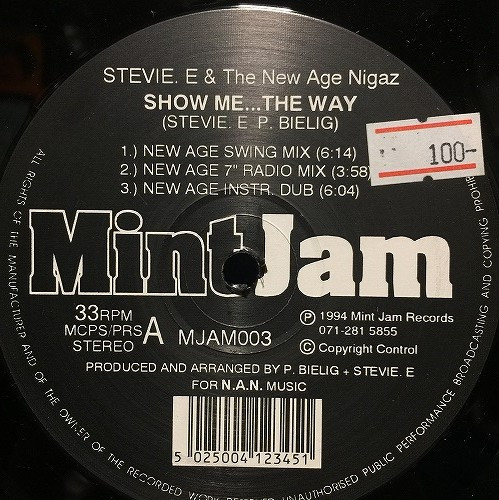 STEVIE. E & The New Age Nigaz
SHOW ME...THE WAY
(STEVIE. E P. BIELIG)
1.) NEW AGE SWING MIX (6:14)
2.) NEW AGE 7" RADIO MIX (3:58)
3.) NEW AGE INSTR. DUB (6:04)
100-
MintJam
33RPM
MCPS/PRS
STEREO
A
MJAM003
Ⓟ 1994 Mint Jam Records
071-281 5855
© Copyright Control
PRODUCED AND ARRANGED BY P. BIELIG + STEVIE. E
FOR N.A.N. MUSIC
5 025004 123451
ALL RIGHTS OF THE MANUFACTURER AND OF THE OWNER OF THE RECORDED WORK RESERVED UNAUTHORISED PUBLIC PERFORMANCE BROADCASTING AND COPYING